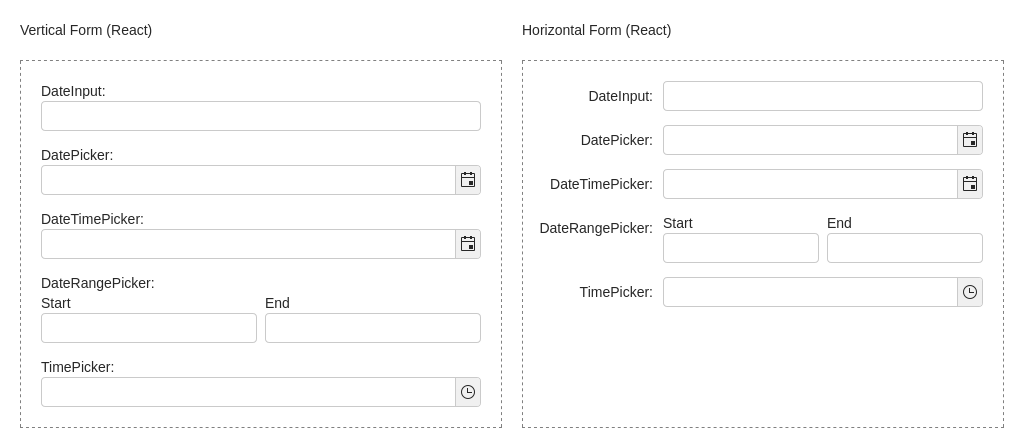 Vertical Form (React)
DateInput:
DatePicker:
DateTimePicker:
DateRangePicker:
Start End
TimePicker:
Horizontal Form (React)
DateInput:
DatePicker:
DateTimePicker:
DateRangePicker: Start End
TimePicker: